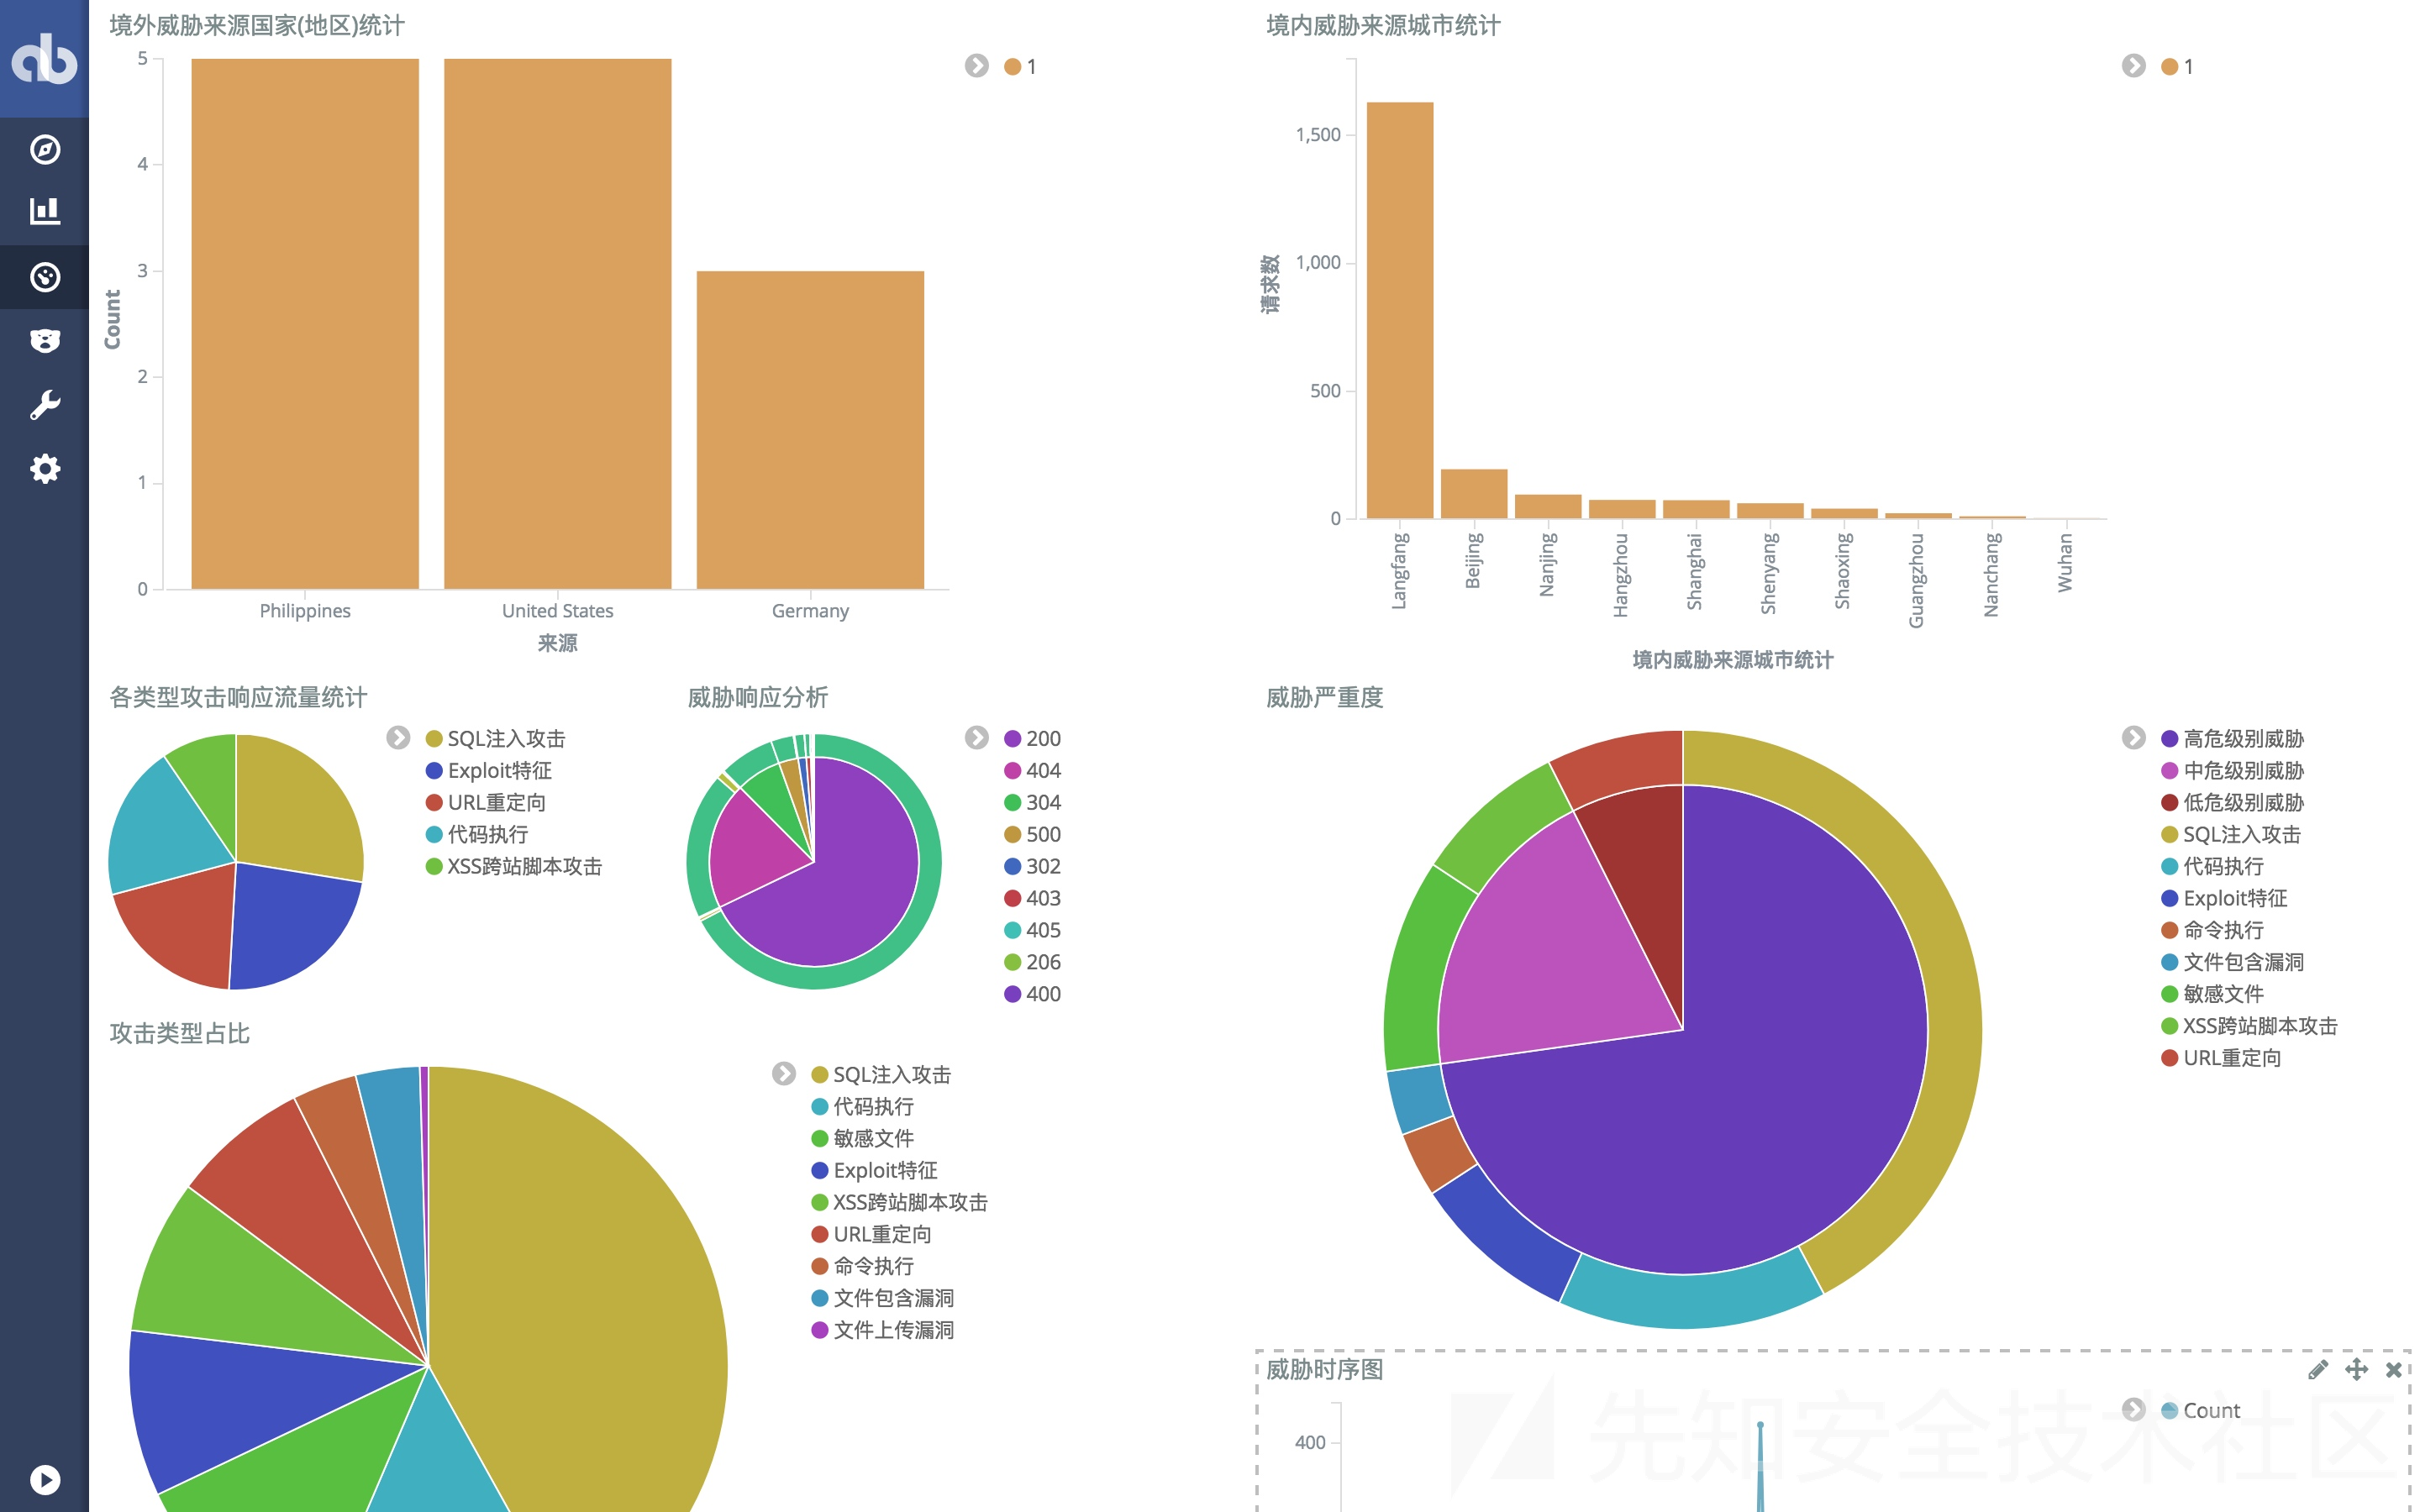 境外威胁来源国家(地区)统计
5
4
3
2
1
0
Count
Philippines
United States
Germany
来源
1
境内威胁来源城市统计
1,500
1,000
500
0
请求数
Langfang
Beijing
Nanjing
Hangzhou
Shanghai
Shenyang
Shaoxing
Guangzhou
Nanchang
Wuhan
境内威胁来源城市统计
1
各类型攻击响应流量统计
SQL注入攻击
Exploit特征
URL重定向
代码执行
XSS跨站脚本攻击
威胁响应分析
200
404
304
500
302
403
405
206
400
威胁严重度
高危级别威胁
中危级别威胁
低危级别威胁
SQL注入攻击
代码执行
Exploit特征
命令执行
文件包含漏洞
敏感文件
XSS跨站脚本攻击
URL重定向
攻击类型占比
SQL注入攻击
代码执行
敏感文件
Exploit特征
XSS跨站脚本攻击
URL重定向
命令执行
文件包含漏洞
文件上传漏洞
威胁时序图
400
Count
先知安全技术社区